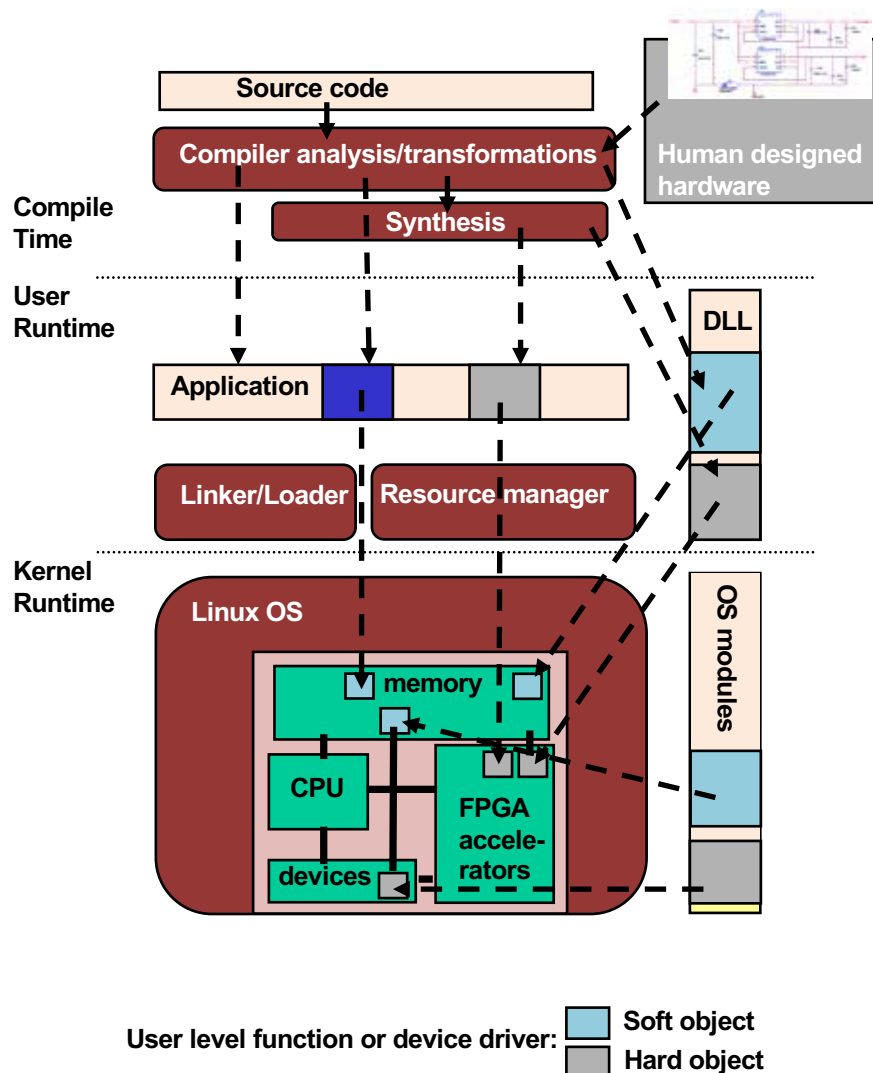 Source code
Compiler analysis/transformations
Human designed
hardware
Compile
Time
Synthesis
User
Runtime
DLL
Application
Linker/Loader
Resource manager
Kernel
Runtime
Linux OS
OS modules
memory
CPU
FPGA
accele-
rators
devices
User level function or device driver:
Soft object
Hard object